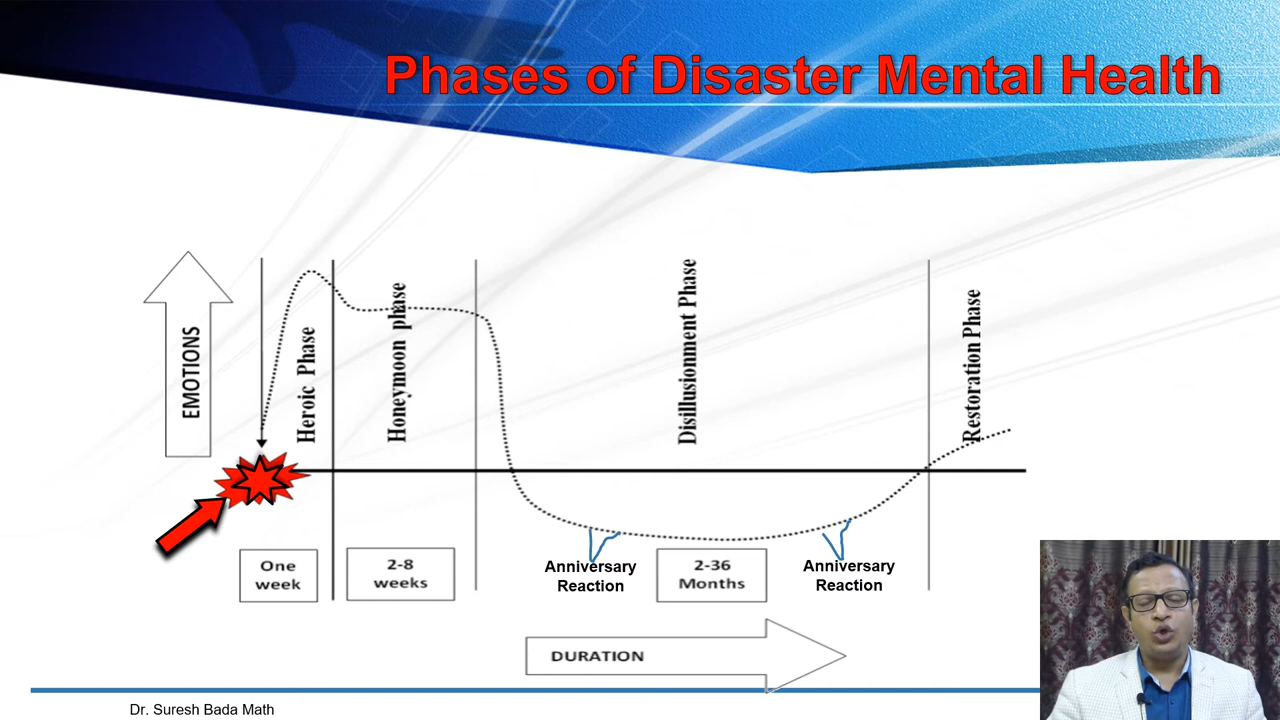 Phases of Disaster Mental Health
EMOTIONS
Heroic Phase
Honeymoon phase
Disillusionment Phase
Restoration Phase
One
week
2-8
weeks
Anniversary
Reaction
2-36
Months
Anniversary
Reaction
DURATION
Dr. Suresh Bada Math